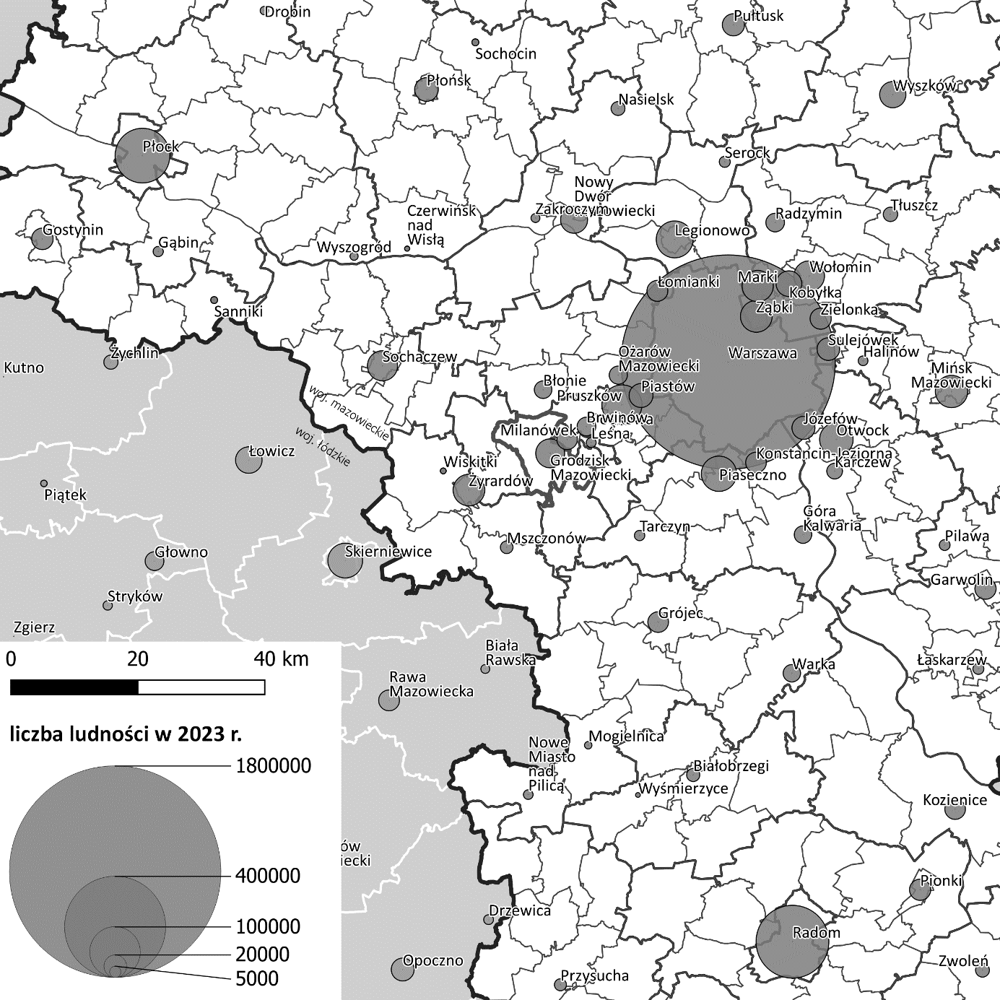 Drobin
Pułtusk
Sochocin
Płońsk
Wyszków
Nasielsk
Płock
Serock
Nowy
Dwór
Mazowiecki
Zakroczym
Tłuszcz
Radzymin
Czerwińsk
nad
Wisłą
Gostynin
Legionowo
Gąbin
Wyszogród
Wołomin
Marki
Łomianki
Kobyłka
Ząbki
Zielonka
Sanniki
Sulejówek
Halinów
Żychlin
Sochaczew
Ożarów
Mazowiecki
Warszawa
Kutno
Mińsk
Mazowiecki
Błonie
Piastów
Pruszków
woj. mazowieckie
woj. łódzkie
Brwinów
Leśna
Milanówek
Józefów
Otwock
Łowicz
Wiskitki
Grodzisk
Mazowiecki
Konstancin-Jeziorna
Karczew
Piaseczno
Żyrardów
Piątek
Góra
Kalwaria
Tarczyn
Mszczonów
Pilawa
Głowno
Skierniewice
Garwolin
Stryków
Grójec
Zgierz
Biała
Rawska
Łaskarzew
Warka
0 20 40 km
Rawa
Mazowiecka
liczba ludności w 2023 r.
1800000
400000
100000
20000
5000
Mogielnica
Nowe
Miasto
nad
Pilicą
Białobrzegi
Wyśmierzyce
Kozienice
ów
iecki
Pionki
Drzewica
Radom
Opoczno
Przysucha
Zwoleń